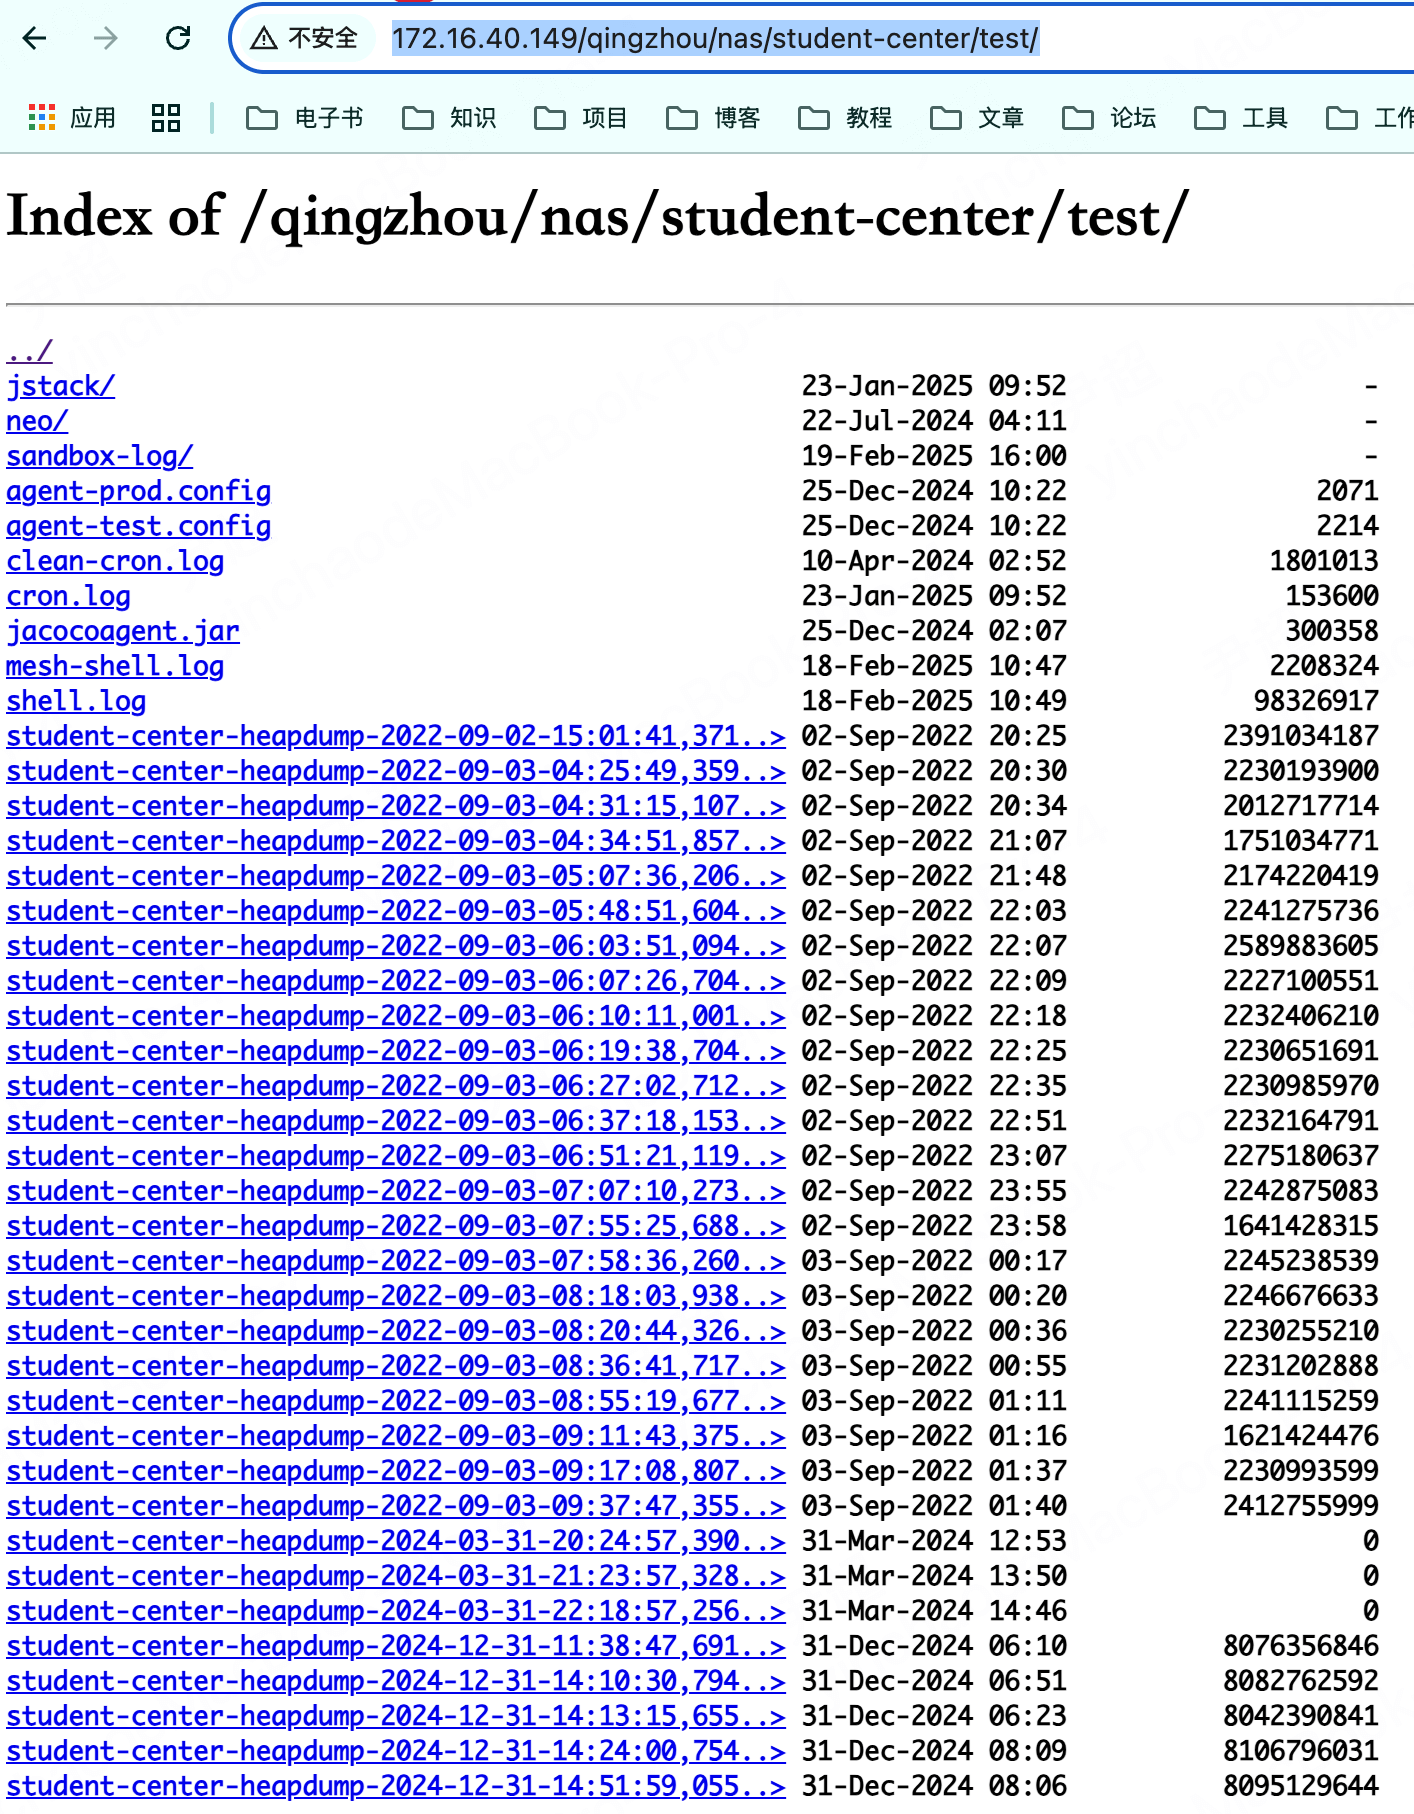 不安全 172.16.40.149/qingzhou/nas/student-center/test/
应用 电子书 知识 项目 博客 教程 文章 论坛 工具
Index of /qingzhou/nas/student-center/test/
../
jstack/ 23-Jan-2025 09:52 -
neo/ 22-Jul-2024 04:11 -
sandbox-log/ 19-Feb-2025 16:00 -
agent-prod.config 25-Dec-2024 10:22 2071
agent-test.config 25-Dec-2024 10:22 2214
clean-cron.log 10-Apr-2024 02:52 1801013
cron.log 23-Jan-2025 09:52 153600
jacocoagent.jar 25-Dec-2024 02:07 300358
mesh-shell.log 18-Feb-2025 10:47 2208324
shell.log 18-Feb-2025 10:49 98326917
student-center-heapdump-2022-09-02-15:01:41,371..> 02-Sep-2022 20:25 2391034187
student-center-heapdump-2022-09-03-04:25:49,359..> 02-Sep-2022 20:30 2230193900
student-center-heapdump-2022-09-03-04:31:15,107..> 02-Sep-2022 20:34 2012717714
student-center-heapdump-2022-09-03-04:34:51,857..> 02-Sep-2022 21:07 1751034771
student-center-heapdump-2022-09-03-05:07:36,206..> 02-Sep-2022 21:48 2174220419
student-center-heapdump-2022-09-03-05:48:51,604..> 02-Sep-2022 22:03 2241275736
student-center-heapdump-2022-09-03-06:03:51,094..> 02-Sep-2022 22:07 2589883605
student-center-heapdump-2022-09-03-06:07:26,704..> 02-Sep-2022 22:09 2227100551
student-center-heapdump-2022-09-03-06:10:11,001..> 02-Sep-2022 22:18 2232406210
student-center-heapdump-2022-09-03-06:19:38,704..> 02-Sep-2022 22:25 2230651691
student-center-heapdump-2022-09-03-06:27:02,712..> 02-Sep-2022 22:35 2230985970
student-center-heapdump-2022-09-03-06:37:18,153..> 02-Sep-2022 22:51 2232164791
student-center-heapdump-2022-09-03-06:51:21,119..> 02-Sep-2022 23:07 2275180637
student-center-heapdump-2022-09-03-07:07:10,273..> 02-Sep-2022 23:55 2242875083
student-center-heapdump-2022-09-03-07:55:25,688..> 02-Sep-2022 23:58 1641428315
student-center-heapdump-2022-09-03-07:58:36,260..> 03-Sep-2022 00:17 2245238539
student-center-heapdump-2022-09-03-08:18:03,938..> 03-Sep-2022 00:20 2246676633
student-center-heapdump-2022-09-03-08:20:44,326..> 03-Sep-2022 00:36 2230255210
student-center-heapdump-2022-09-03-08:36:41,717..> 03-Sep-2022 00:55 2231202888
student-center-heapdump-2022-09-03-08:55:19,677..> 03-Sep-2022 01:11 2241115259
student-center-heapdump-2022-09-03-09:11:43,375..> 03-Sep-2022 01:16 1621424476
student-center-heapdump-2022-09-03-09:17:08,807..> 03-Sep-2022 01:37 2230993599
student-center-heapdump-2022-09-03-09:37:47,355..> 03-Sep-2022 01:40 2412755999
student-center-heapdump-2024-03-31-20:24:57,390..> 31-Mar-2024 12:53 0
student-center-heapdump-2024-03-31-21:23:57,328..> 31-Mar-2024 13:50 0
student-center-heapdump-2024-03-31-22:18:57,256..> 31-Mar-2024 14:46 0
student-center-heapdump-2024-12-31-11:38:47,691..> 31-Dec-2024 06:10 8076356846
student-center-heapdump-2024-12-31-14:10:30,794..> 31-Dec-2024 06:51 8082762592
student-center-heapdump-2024-12-31-14:13:15,655..> 31-Dec-2024 06:23 8042390841
student-center-heapdump-2024-12-31-14:24:00,754..> 31-Dec-2024 08:09 8106796031
student-center-heapdump-2024-12-31-14:51:59,055..> 31-Dec-2024 08:06 8095129644